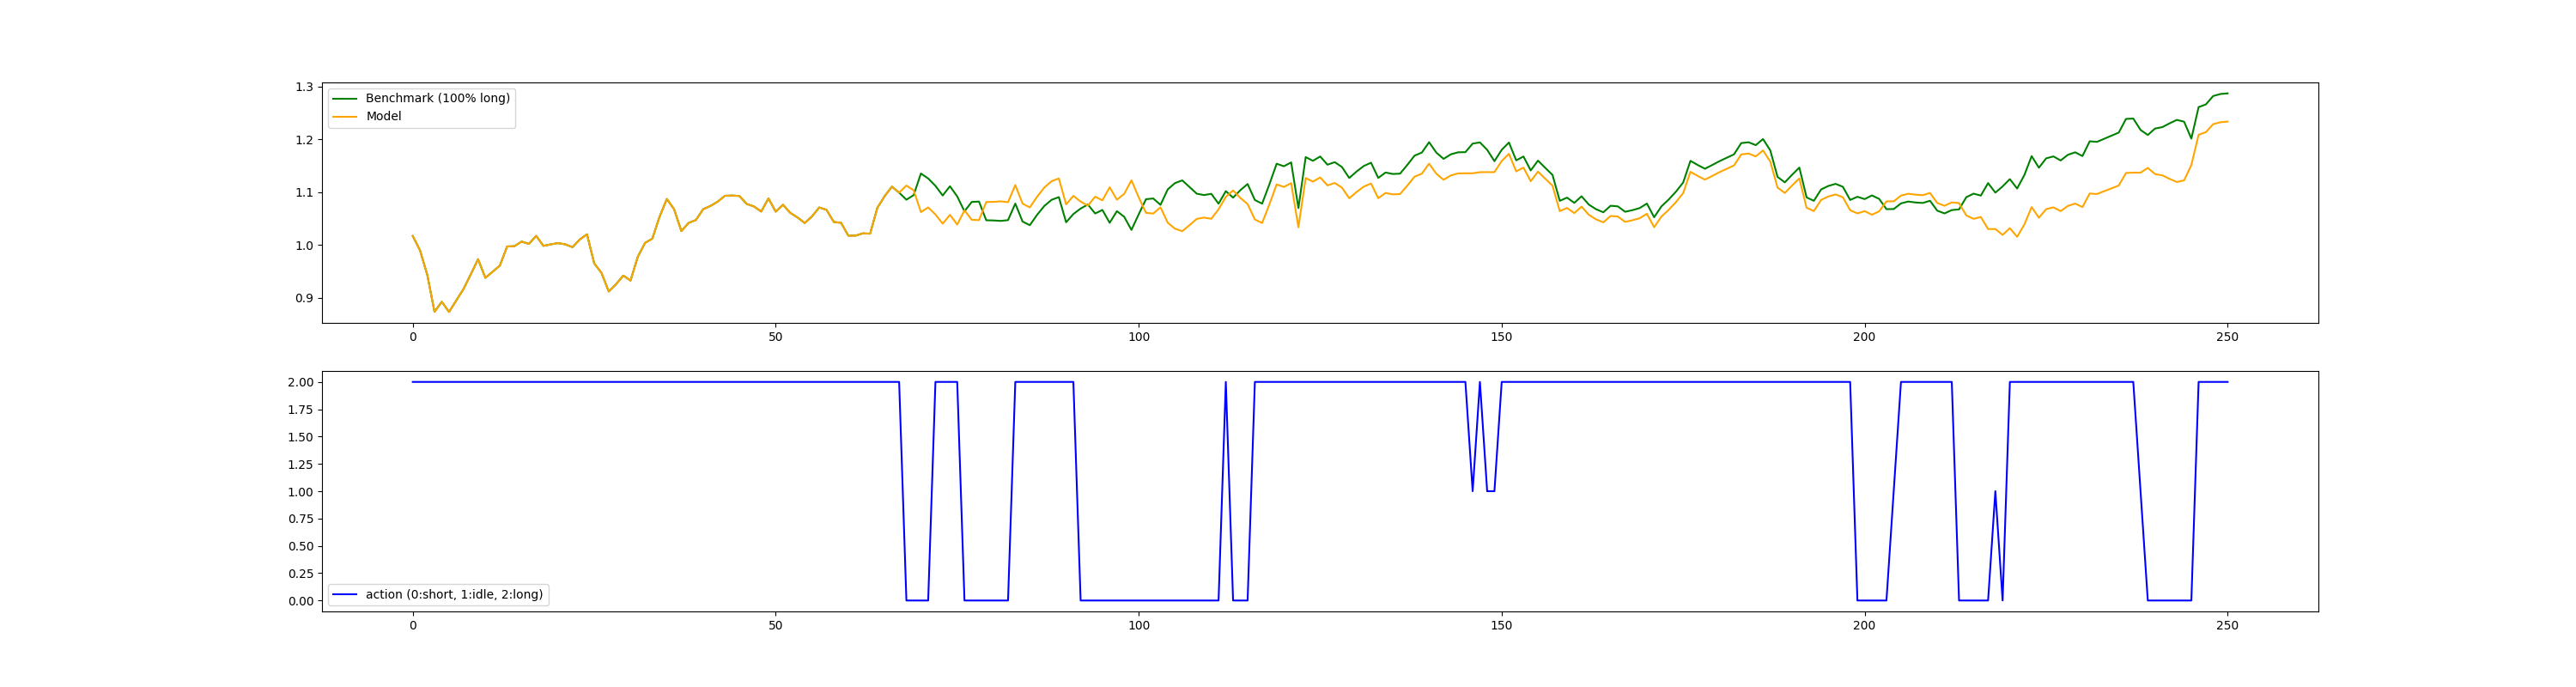 1.3
1.2
1.1
1.0
0.9
Benchmark (100% long)
Model
0 50 100 150 200 250
2.00
1.75
1.50
1.25
1.00
0.75
0.50
0.25
0.00
action (0:short, 1:idle, 2:long)
0 50 100 150 200 250